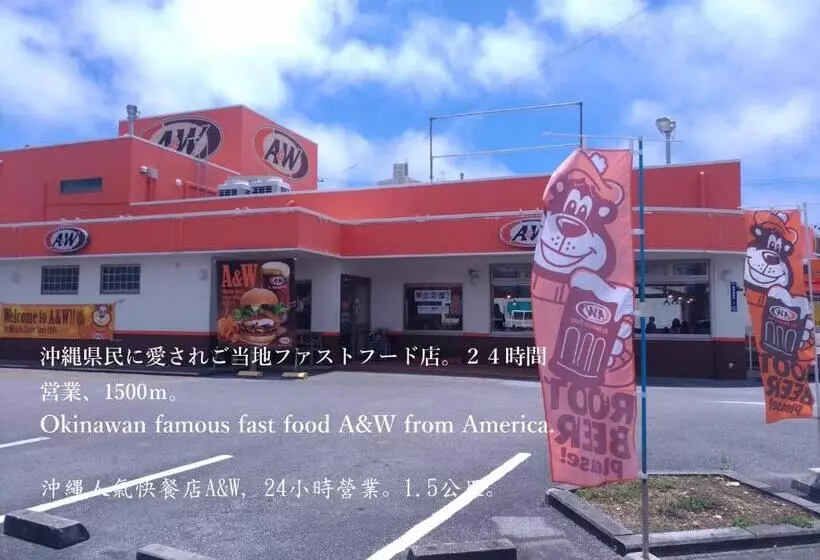 A&W
A&W
A&W
A&W
A&W
Welcome to A&W!!
A&W
ROOT
BEER
Please!
ROOT
BEER
Please!
沖縄県民に愛されご当地ファストフード店。２４時間
営業、1500m。
Okinawan famous fast food A&W from America.
沖縄人氣快餐店A&W, 24小時營業。1.5公里。